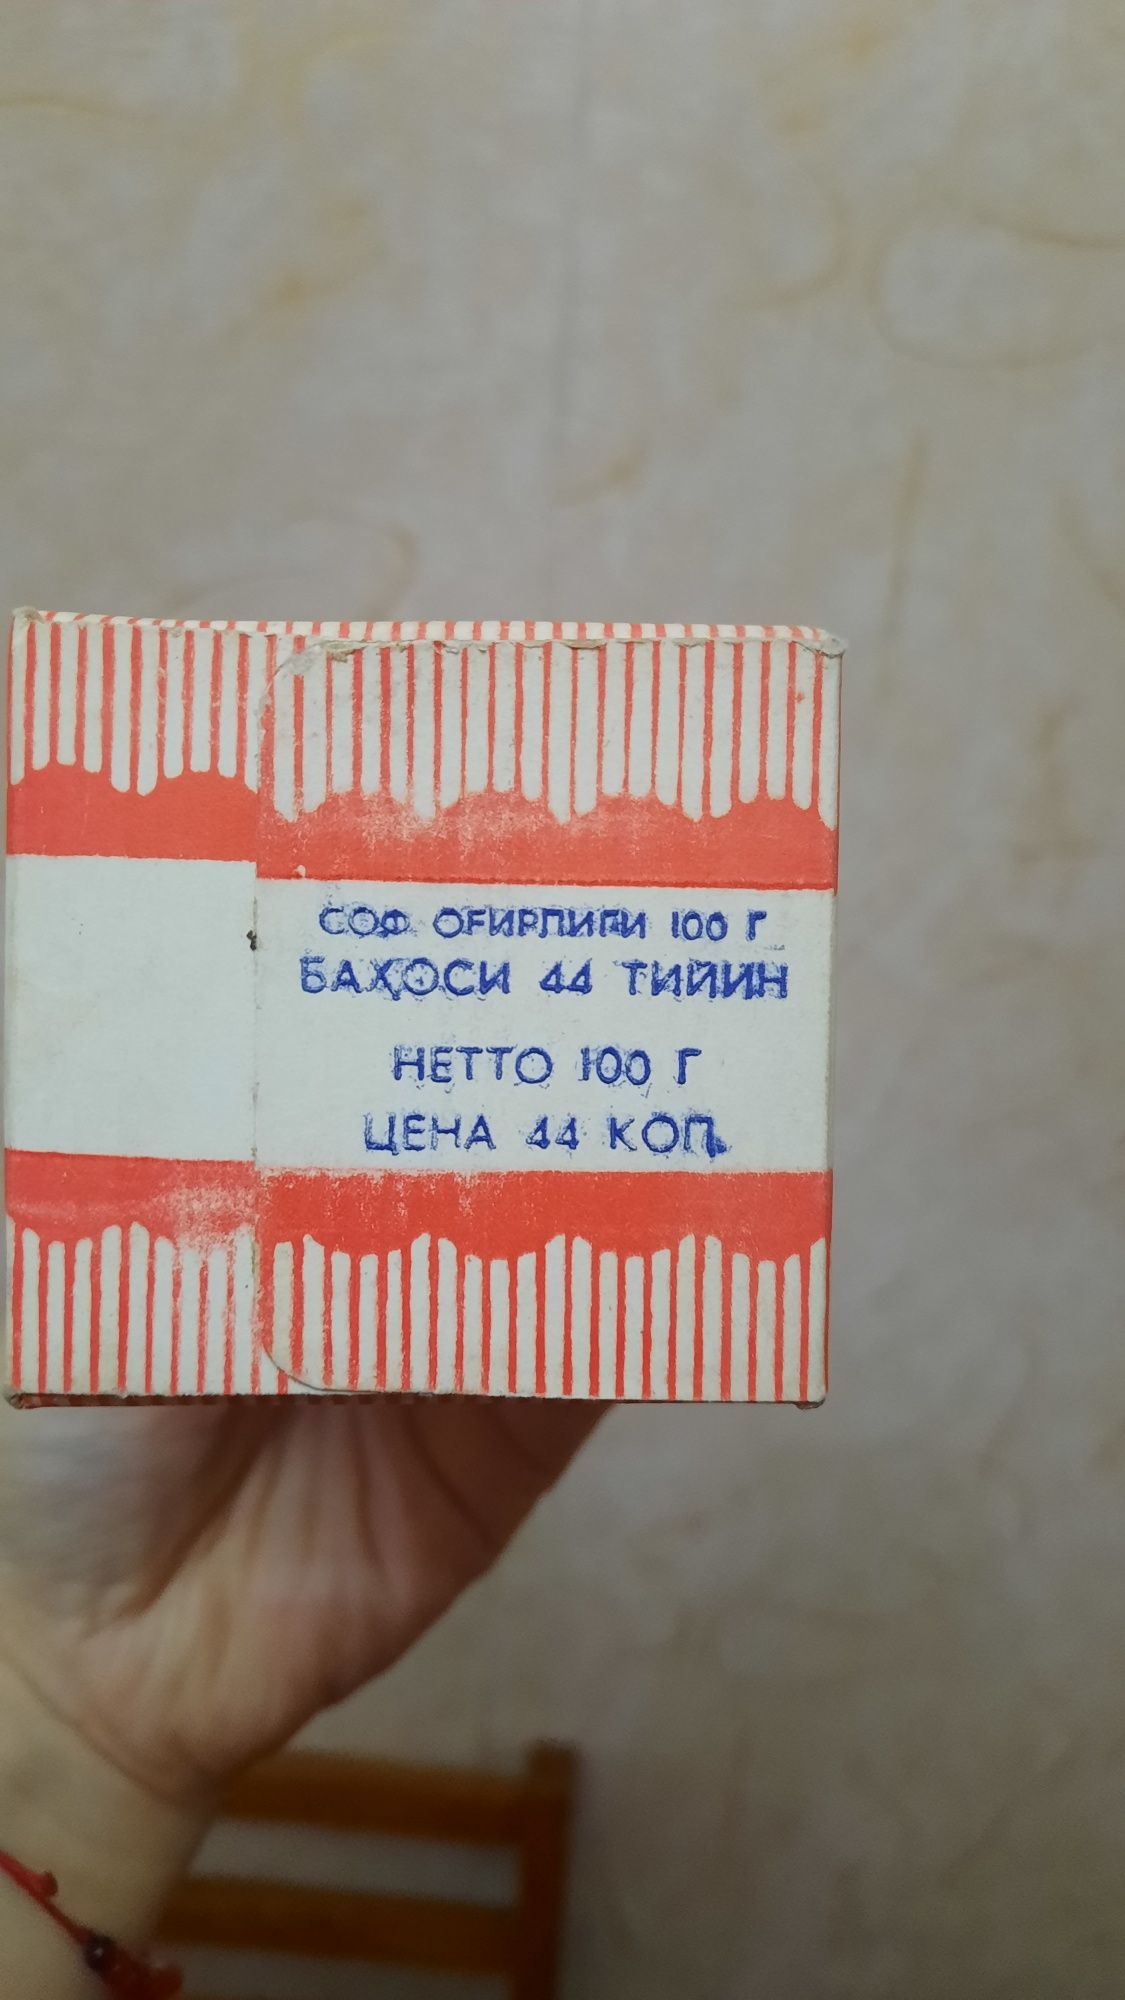 СОФ ОҒИРЛИГИ 100 Г
БАҲОСИ 44 ТИЙИН
НЕТТО 100 Г
ЦЕНА 44 КОП.